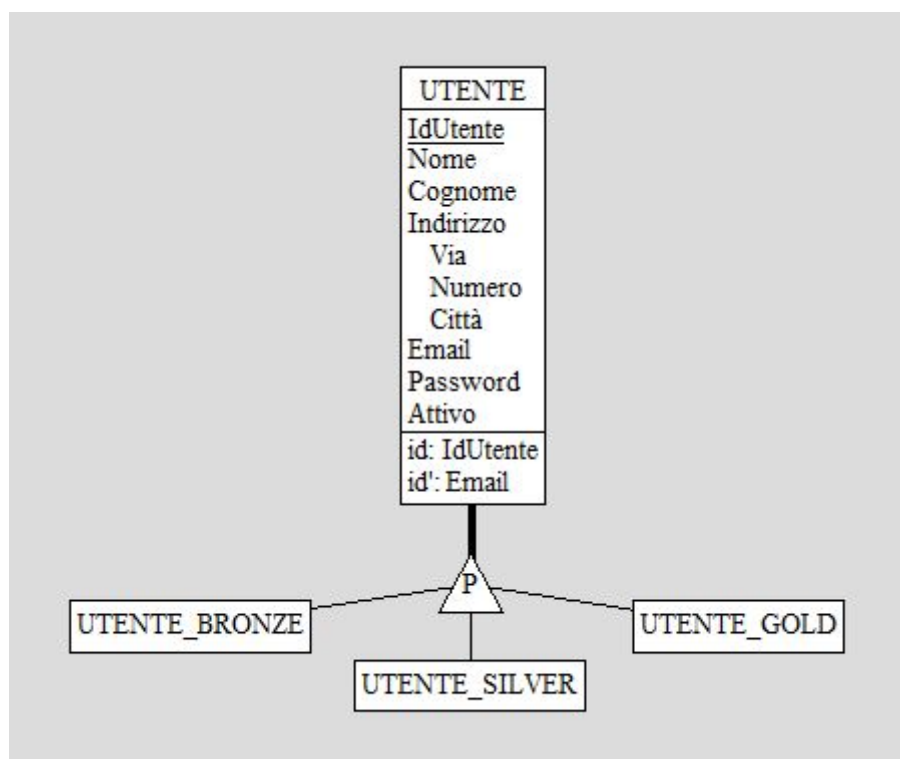 UTENTE
IdUtente
Nome
Cognome
Indirizzo
Via
Numero
Città
Email
Password
Attivo
id: IdUtente
id': Email
P
UTENTE_BRONZE
UTENTE_GOLD
UTENTE_SILVER